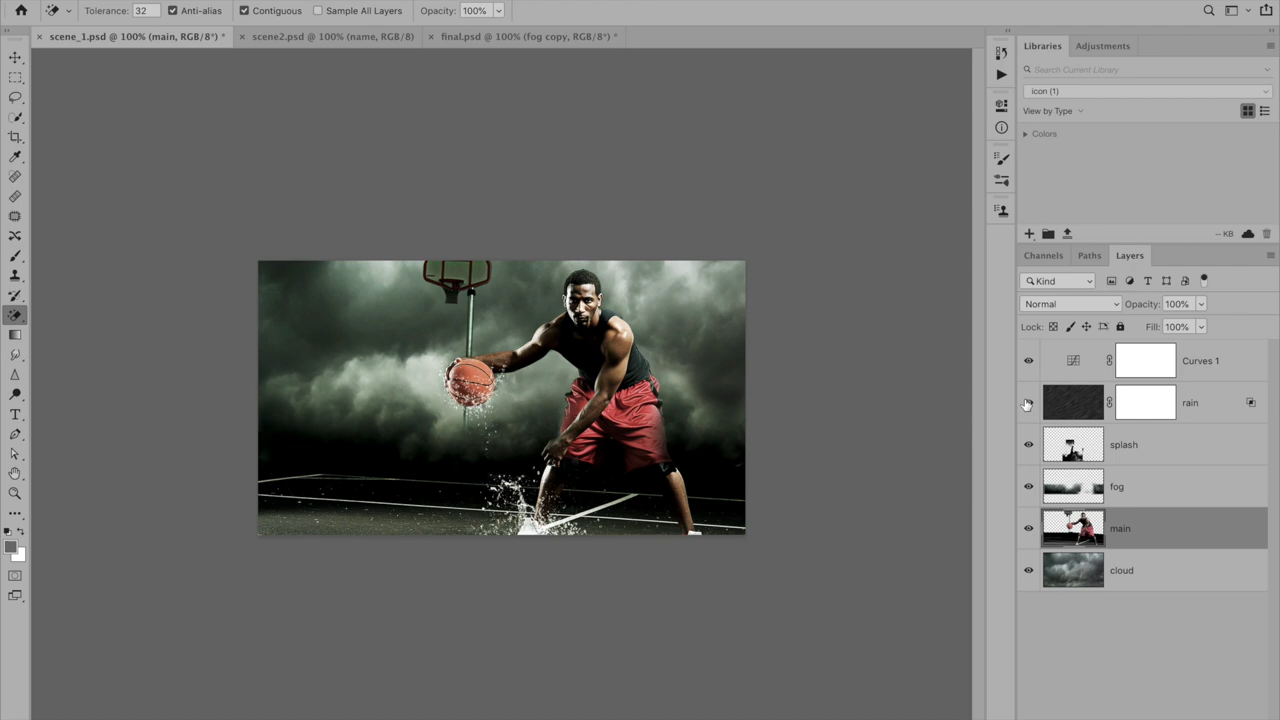 Tolerance: 32 Anti-alias Contiguous Sample All Layers Opacity: 100%
× scene_1.psd @ 100% (main, RGB/8*) * × scene2.psd @ 100% (name, RGB/8) × final.psd @ 100% (fog copy, RGB/8*) *
Libraries Adjustments
Search Current Library
icon (1)
View by Type
Colors
-- KB
Channels Paths Layers
Kind
Normal Opacity: 100%
Lock: Fill: 100%
Curves 1
rain
splash
fog
main
cloud